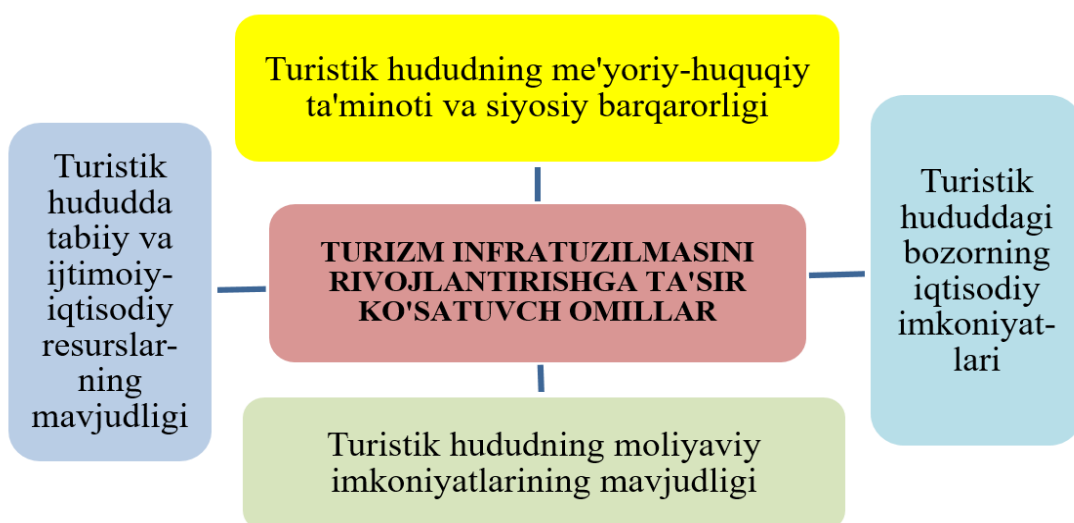 Turistik hududning me'yoriy-huquqiy
ta'minoti va siyosiy barqarorligi
Turistik
hududda
tabiiy va
ijtimoiy-
iqtisodiy
resurslar-
ning
mavjudligi
TURIZM INFRATUZILMASINI
RIVOJLANTIRISHGA TA'SIR
KO'SATUVCH OMILLAR
Turistik
hududdagi
bozorning
iqtisodiy
imkoniyat-
lari
Turistik hududning moliyaviy
imkoniyatlarining mavjudligi